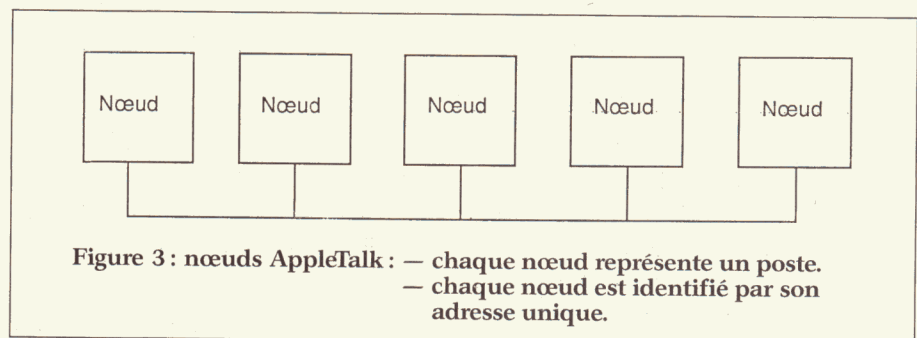 Nœud Nœud Nœud Nœud Nœud
Figure 3 : nœuds AppleTalk : — chaque nœud représente un poste.
— chaque nœud est identifié par son
adresse unique.